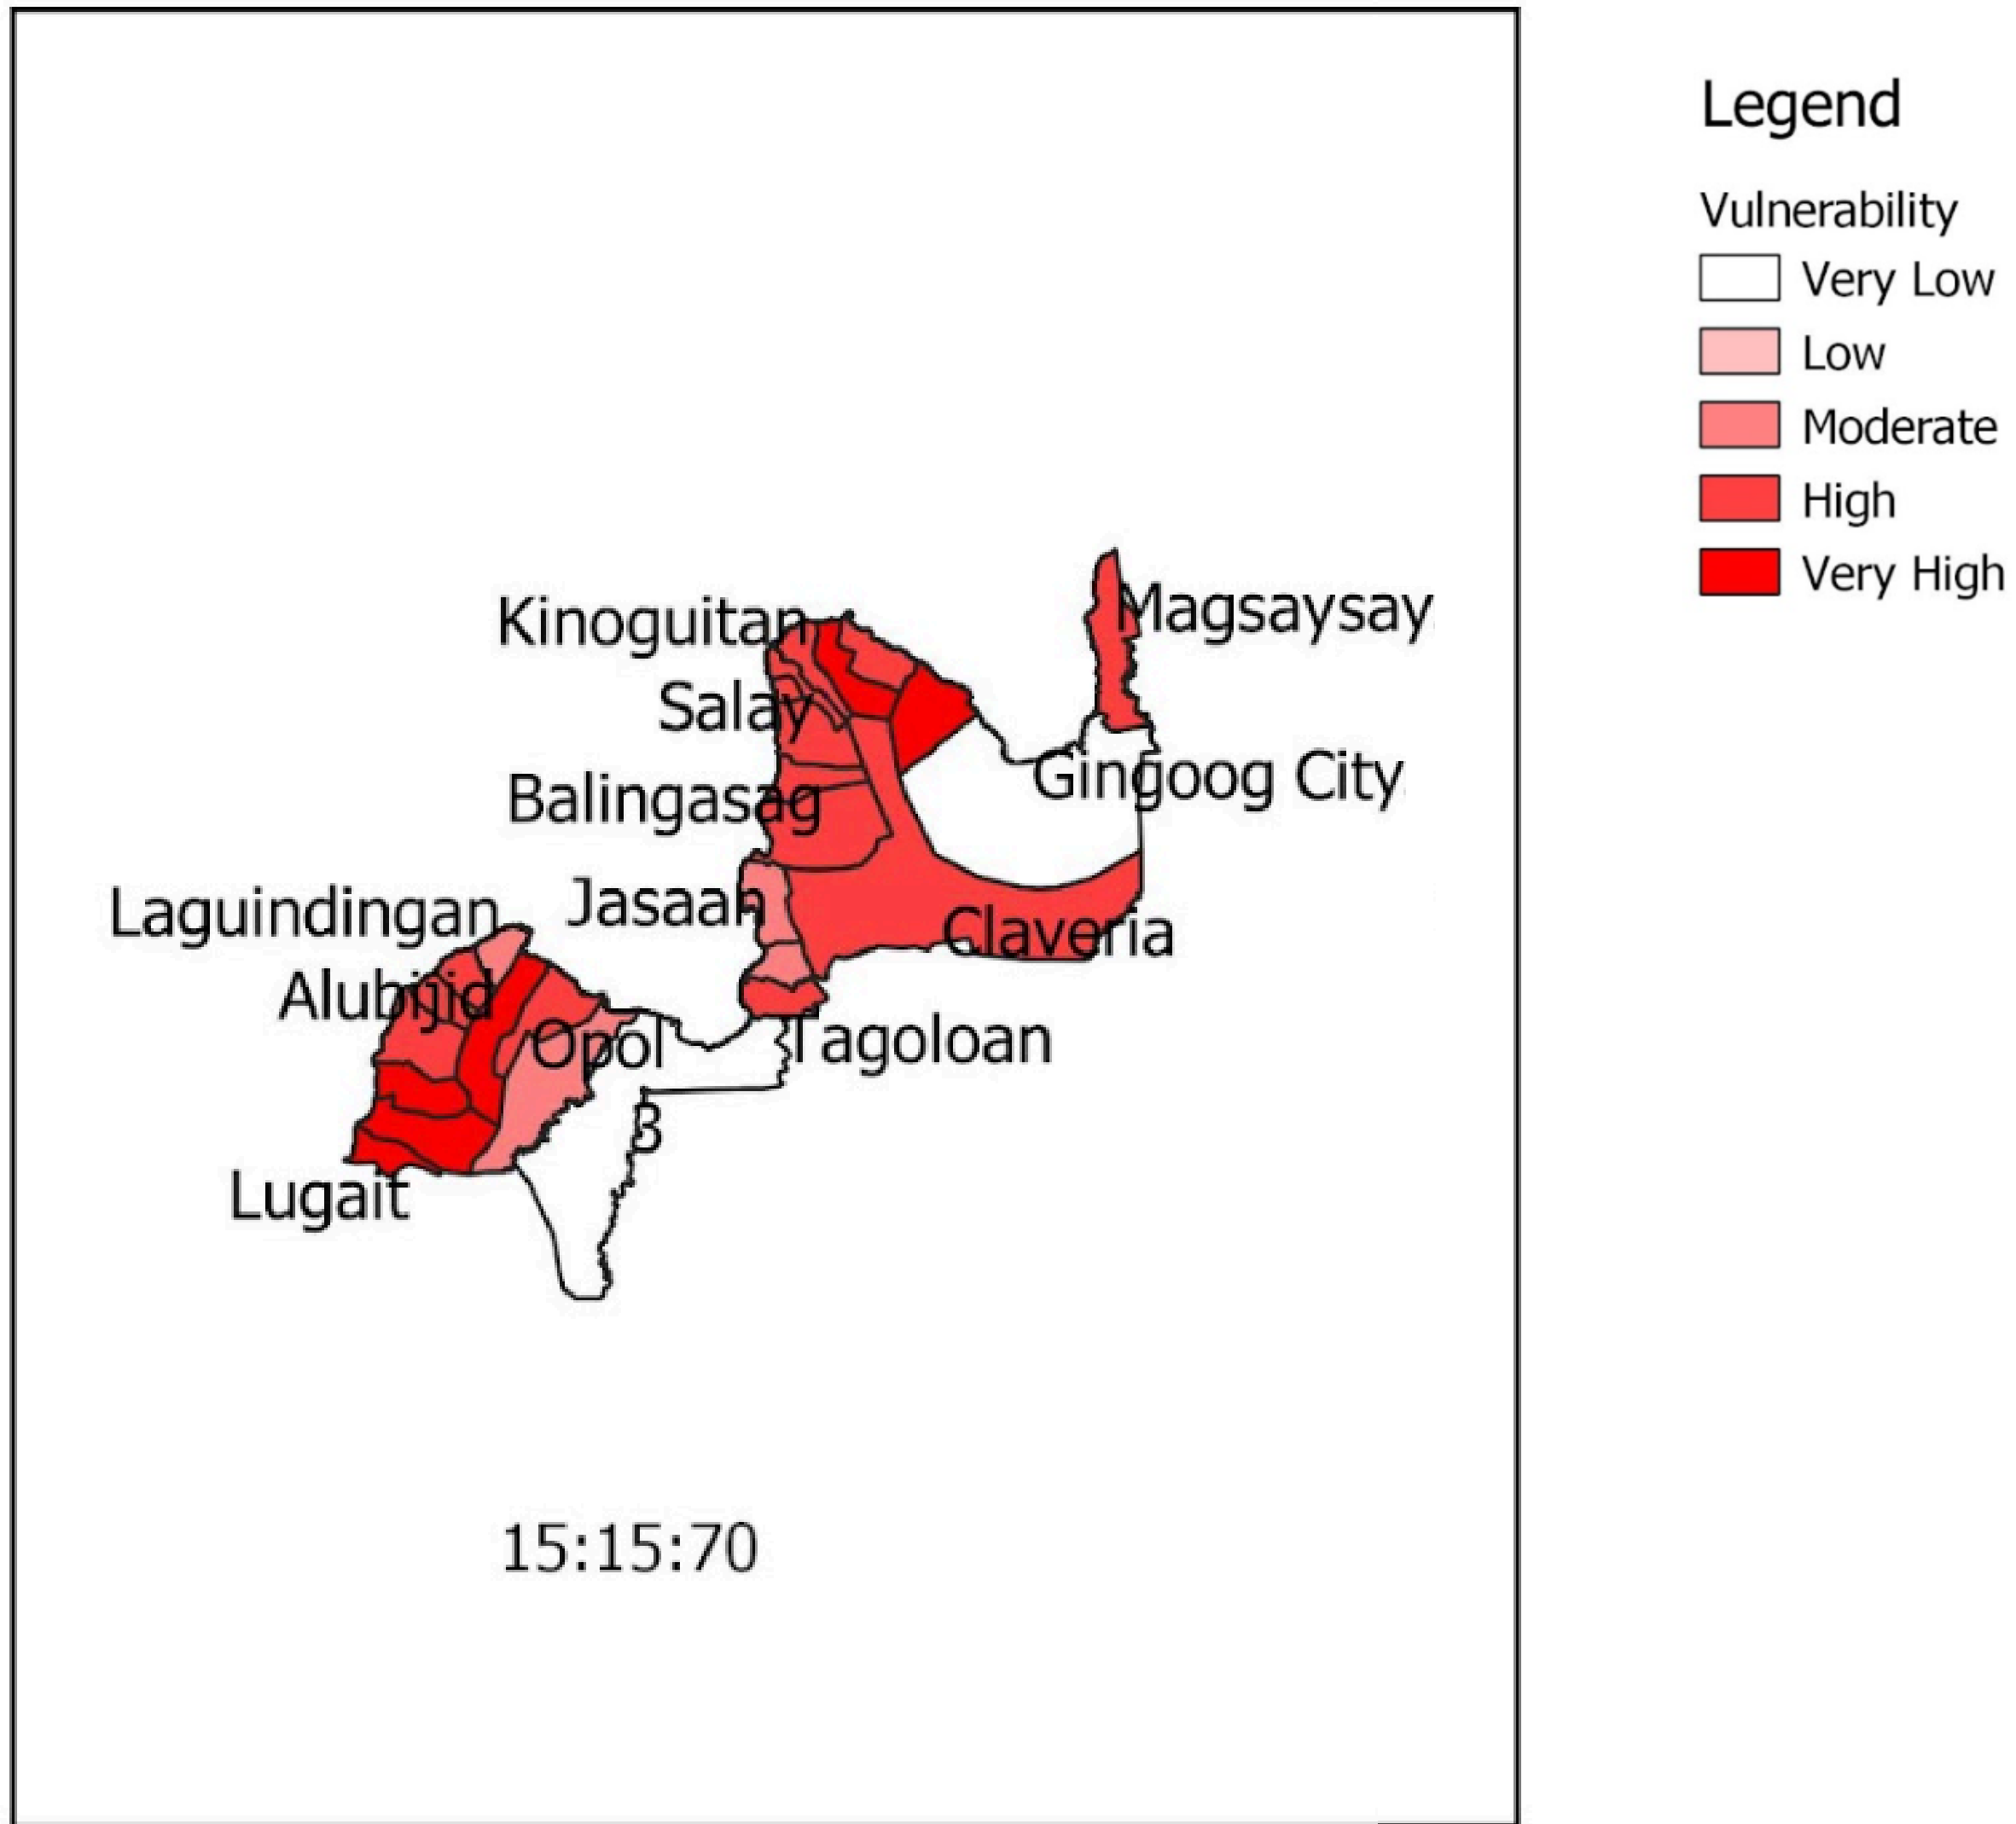 Legend
Vulnerability
Very Low
Low
Moderate
High
Very High
Kinoguitan
Magsaysay
Salay
Gingoog City
Balingasag
Jasaan
Laguindingan
Claveria
Alubijid
Opol
Tagoloan
3
Lugait
15:15:70